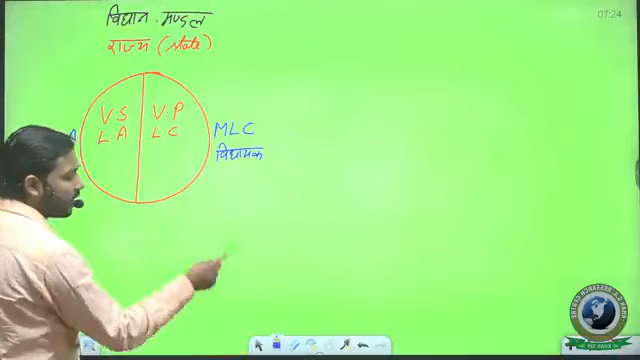 विधान. मण्डल
राज्य (state)
V S
L A
V. P
L C
MLC
विधायक
07:24